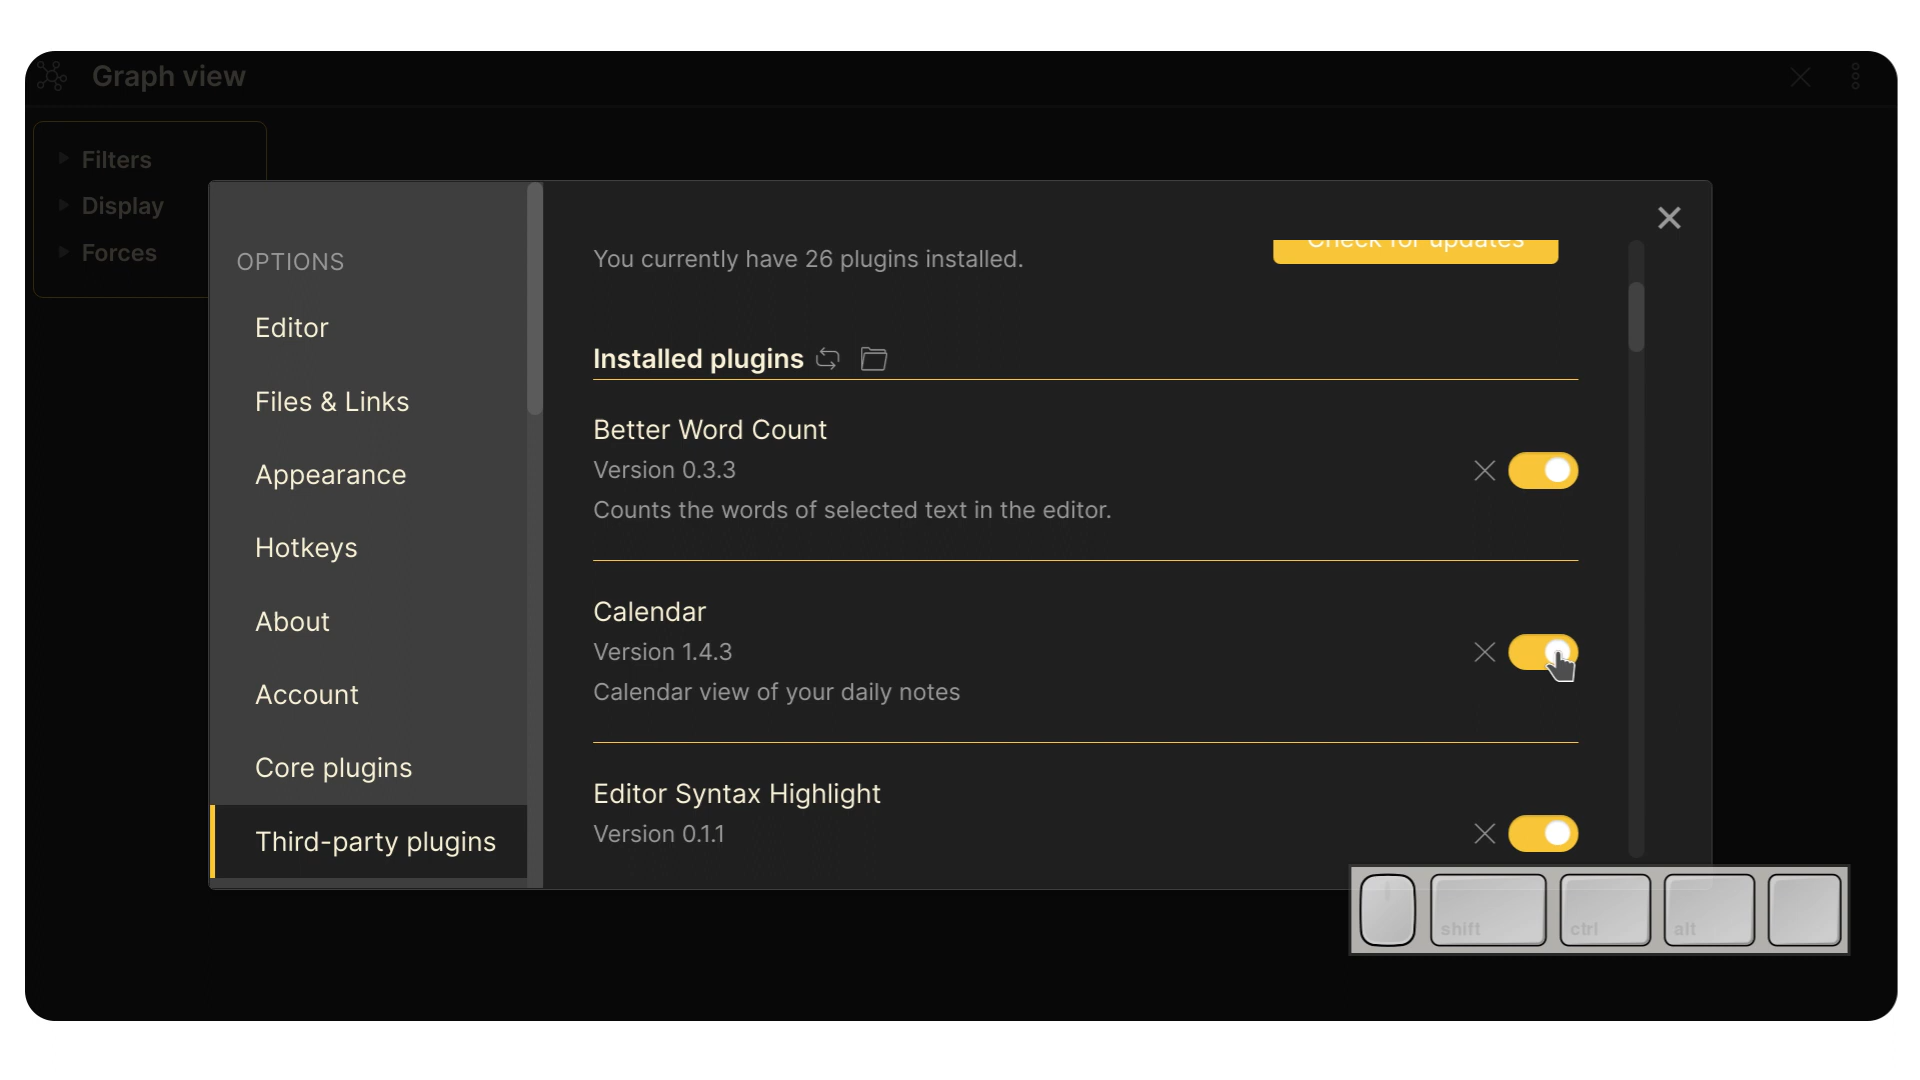 Graph view
Filters
Display
Forces
OPTIONS
Editor
Files & Links
Appearance
Hotkeys
About
Account
Core plugins
Third-party plugins
Check for updates
You currently have 26 plugins installed.
Installed plugins
Better Word Count
Version 0.3.3
Counts the words of selected text in the editor.
Calendar
Version 1.4.3
Calendar view of your daily notes
Editor Syntax Highlight
Version 0.1.1
shift
ctrl
alt